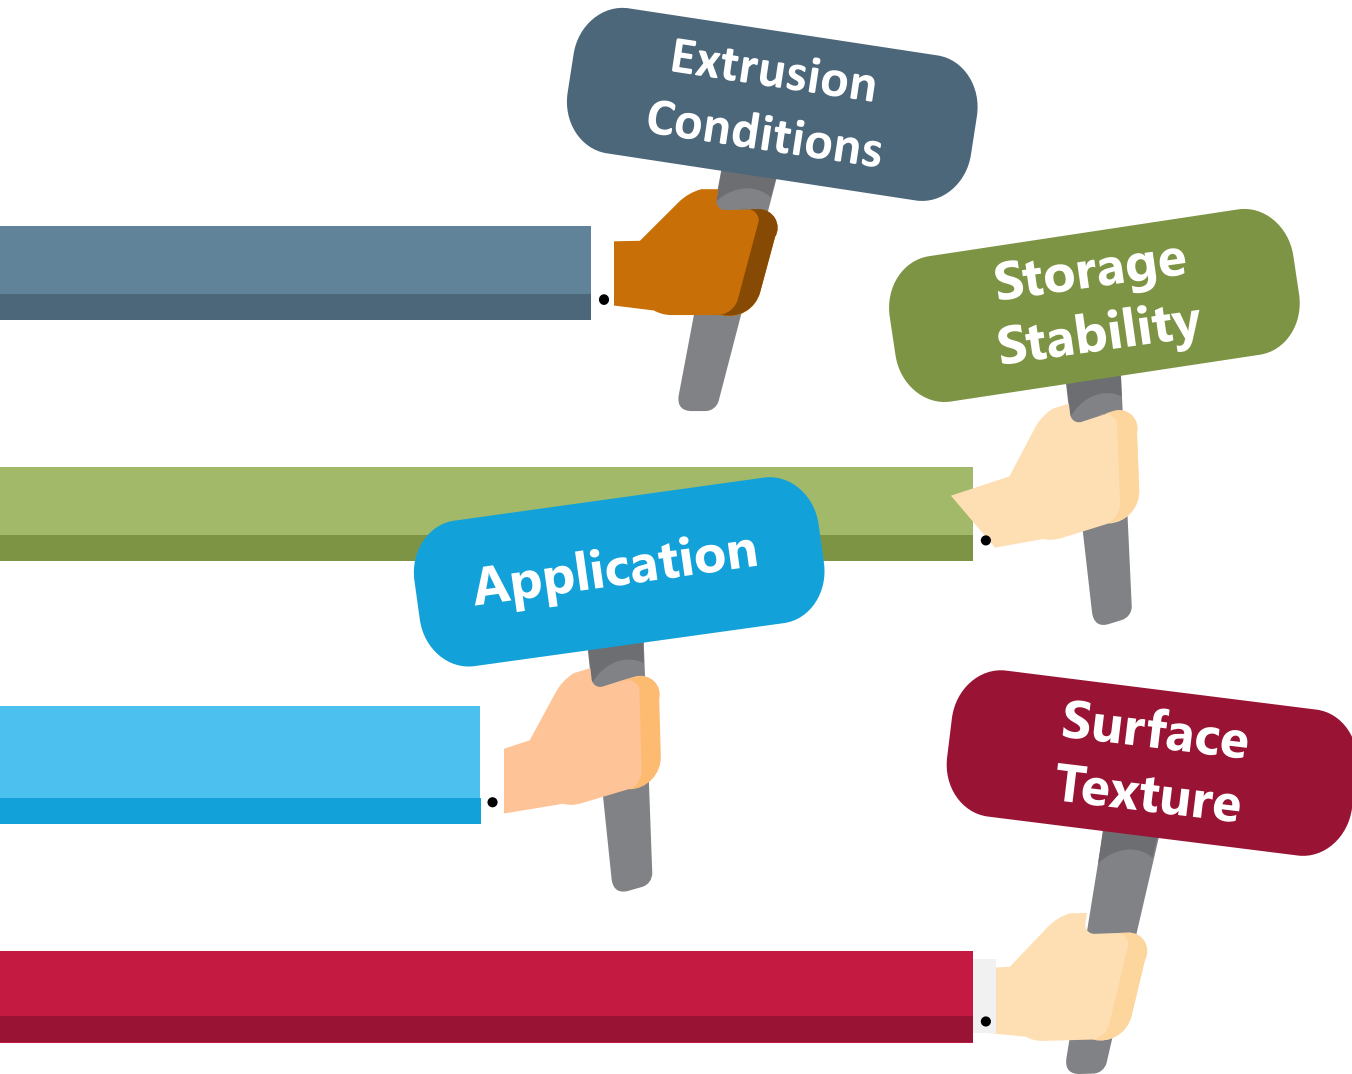 Extrusion
Conditions
Storage
Stability
Application
Surface
Texture